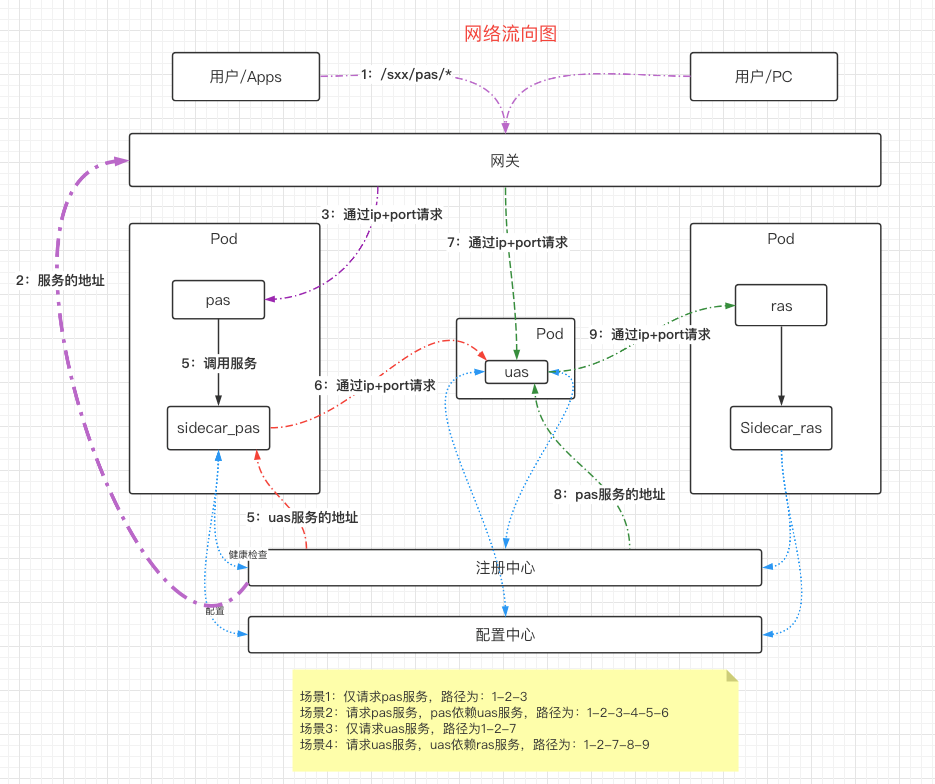 网络流向图
用户/Apps
1：/sxx/pas/*
用户/PC
网关
3：通过ip+port请求
Pod
7：通过ip+port请求
Pod
2：服务的地址
pas
ras
Pod
9：通过ip+port请求
5：调用服务
uas
6：通过ip+port请求
sidecar_pas
Sidecar_ras
8：pas服务的地址
5：uas服务的地址
健康检查
注册中心
配置
配置中心
场景1：仅请求pas服务，路径为：1-2-3
场景2：请求pas服务，pas依赖uas服务，路径为：1-2-3-4-5-6
场景3：仅请求uas服务，路径为1-2-7
场景4：请求uas服务，uas依赖ras服务，路径为：1-2-7-8-9